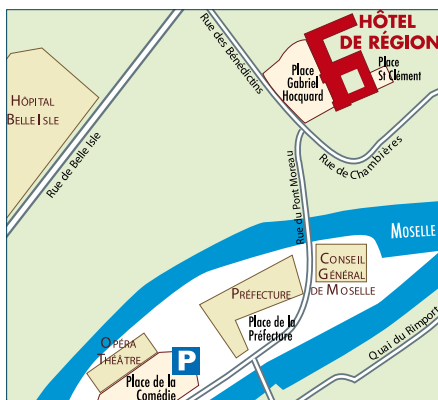 HÔTEL
DE RÉGION
Rue des Bénédictins
Place
Gabriel
Hocquard
Place
St Clément
HÔPITAL
BELLE ISLE
Rue de Belle Isle
Rue de Chambières
Rue du Pont Moreau
MOSELLE
CONSEIL
GÉNÉRAL
DE MOSELLE
PRÉFECTURE
Place de la
Préfecture
Quai du Rimport
OPÉRA
THÉÂTRE
P
Place de la
Comédie